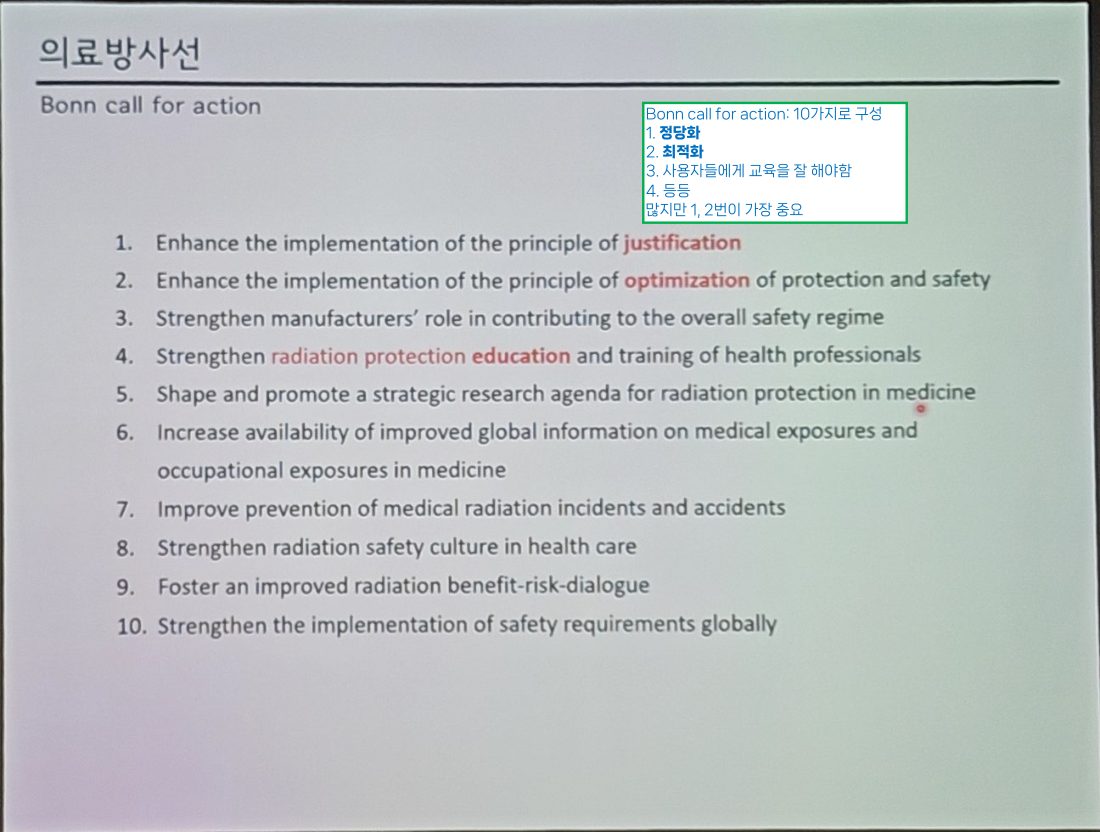 의료방사선
Bonn call for action
Bonn call for action: 10가지로 구성
1. 정당화
2. 최적화
3. 사용자들에게 교육을 잘 해야함
4. 등등
많지만 1, 2번이 가장 중요
1. Enhance the implementation of the principle of justification
2. Enhance the implementation of the principle of optimization of protection and safety
3. Strengthen manufacturers' role in contributing to the overall safety regime
4. Strengthen radiation protection education and training of health professionals
5. Shape and promote a strategic research agenda for radiation protection in medicine
6. Increase availability of improved global information on medical exposures and
occupational exposures in medicine
7. Improve prevention of medical radiation incidents and accidents
8. Strengthen radiation safety culture in health care
9. Foster an improved radiation benefit-risk-dialogue
10. Strengthen the implementation of safety requirements globally